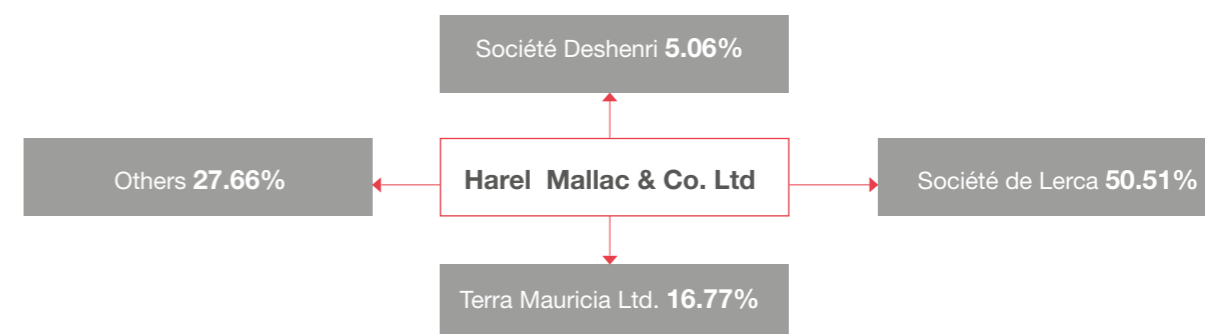 Société Deshenri 5.06%
Others 27.66%
Harel Mallac & Co. Ltd
Société de Lerca 50.51%
Terra Mauricia Ltd. 16.77%